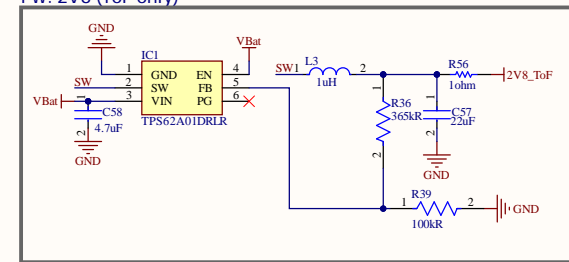 PW: 2V8 (ToF only)
GND
IC1
VBat
1 GND EN 4
SW 2 SW FB 5
VBat 3 VIN PG 6
TPS62A01DRLR
1
C58
4.7uF
2
GND
L3
SW1 2
1uH
R56
1ohm
2V8_ToF
1
R36
365kR
2
1
C57
22uF
2
GND
R39
1 2
100kR
GND